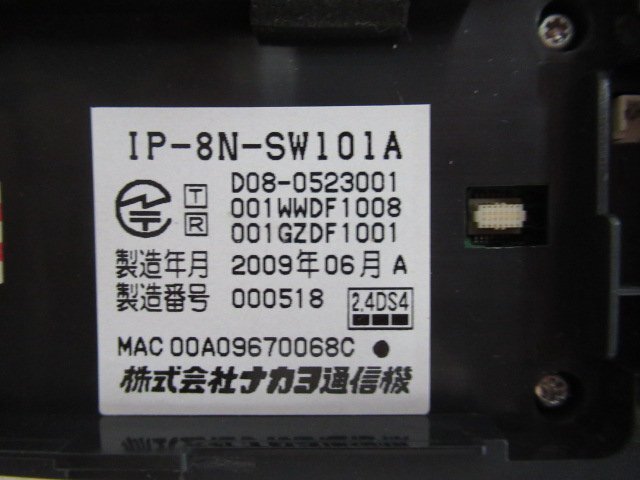 IP-8N-SW101A
T D08-0523001
R 001WWDF1008
001GZDF1001
製造年月 2009年06月 A
製造番号 000518 2.4DS4
MAC 00A09670068C ●
株式会社ナカヨ通信機